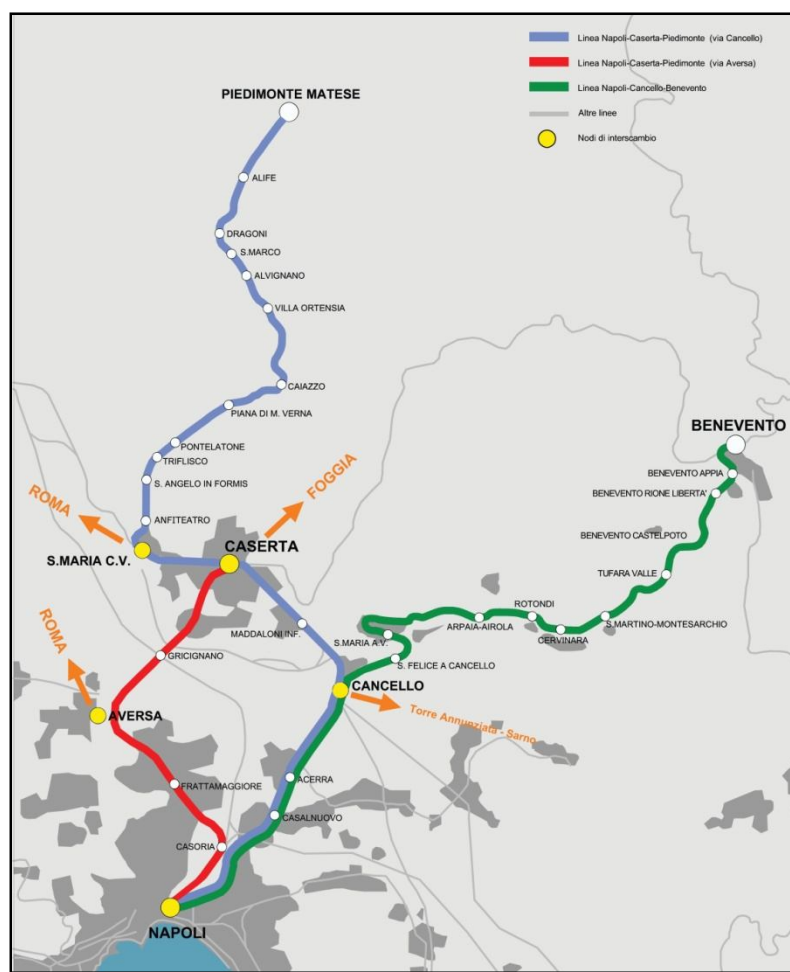 Linea Napoli-Caserta-Piedimonte (via Cancello)
Linea Napoli-Caserta-Piedimonte (via Aversa)
Linea Napoli-Cancello-Benevento
Altre linee
Nodi di interscambio
PIEDIMONTE MATESE
ALIFE
DRAGONI
S.MARCO
ALVIGNANO
VILLA ORTENSIA
CAIAZZO
PIANA DI M. VERNA
PONTELATONE
TRIFLISCO
S. ANGELO IN FORMIS
ANFITEATRO
ROMA
FOGGIA
S.MARIA C.V.
CASERTA
BENEVENTO
BENEVENTO APPIA
BENEVENTO RIONE LIBERTA'
BENEVENTO CASTELPOTO
TUFARA VALLE
S.MARTINO-MONTESARCHIO
CERVINARA
ROTONDI
ARPAIA-AIROLA
S.MARIA A.V.
S. FELICE A CANCELLO
MADDALONI INF.
CANCELLO
Torre Annunziata - Sarno
ROMA
GRICIGNANO
AVERSA
FRATTAMAGGIORE
ACERRA
CASALNUOVO
CASORIA
NAPOLI